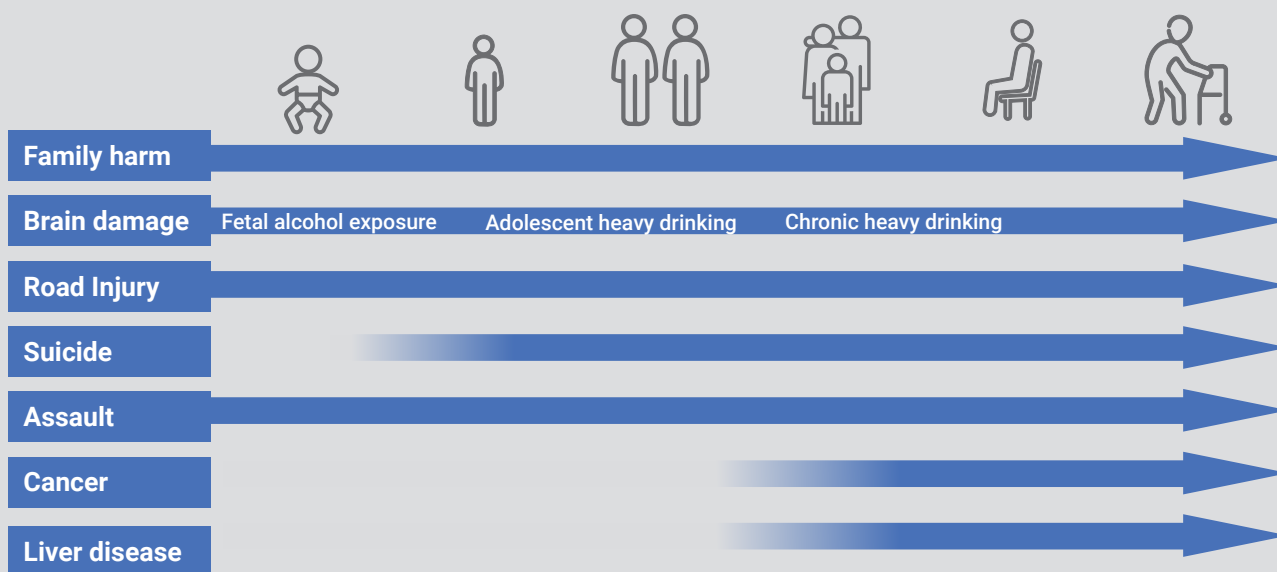 Family harm
Brain damage Fetal alcohol exposure Adolescent heavy drinking Chronic heavy drinking
Road Injury
Suicide
Assault
Cancer
Liver disease